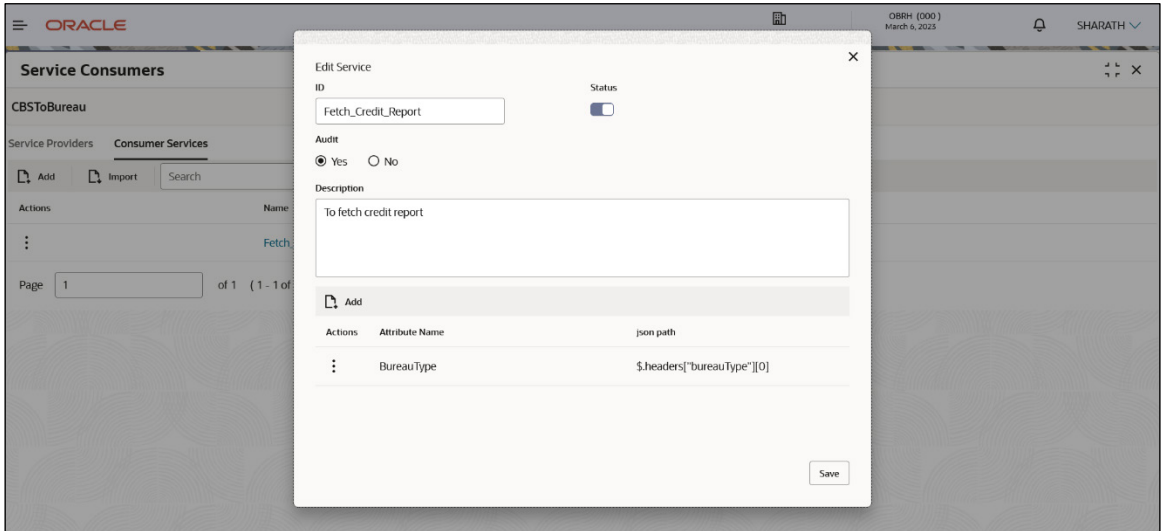 ORACLE
OBRH (000 )
March 6, 2023
SHARATH
Service Consumers
CBSToBureau
Service Providers Consumer Services
Add Import Search
Actions Name
Fetch_
Page 1 of 1 ( 1 - 1 of
Edit Service
ID Status
Fetch_Credit_Report
Audit
Yes No
Description
To fetch credit report
Add
Actions Attribute Name json path
BureauType $.headers["bureauType"][0]
Save